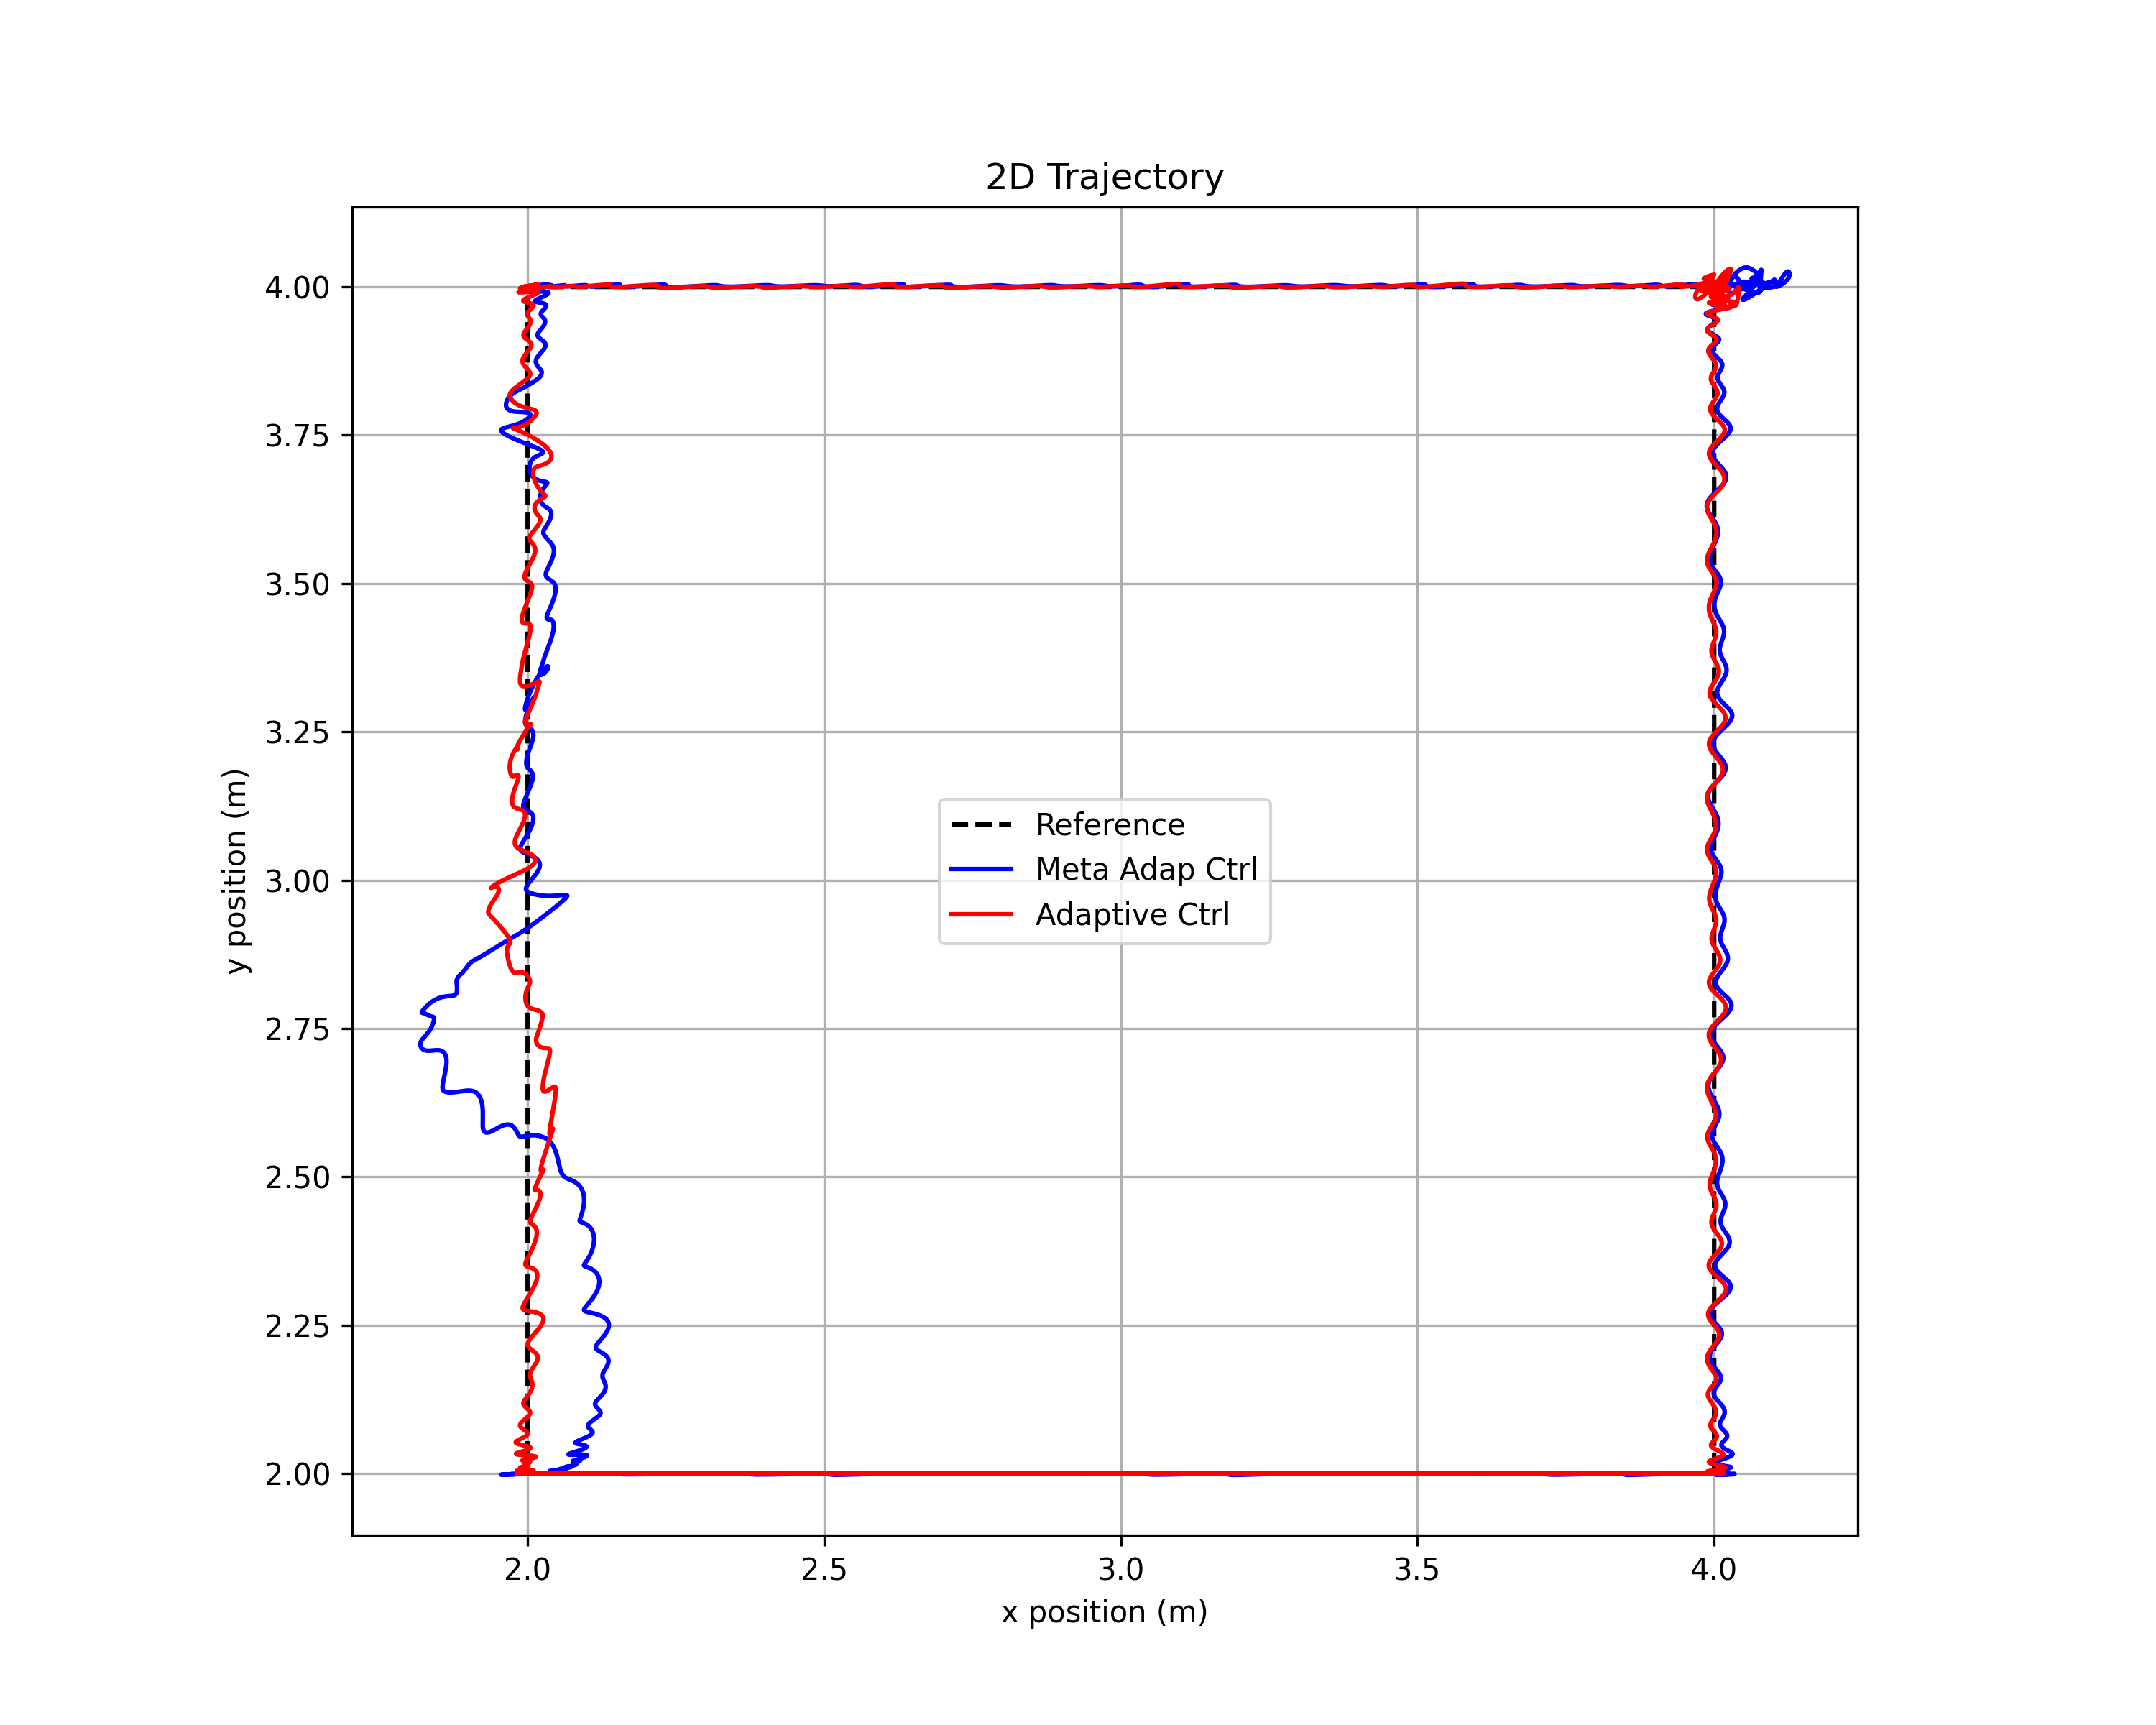 2D Trajectory
4.00
3.75
3.50
3.25
3.00
2.75
2.50
2.25
2.00
y position (m)
Reference
Meta Adap Ctrl
Adaptive Ctrl
2.0 2.5 3.0 3.5 4.0
x position (m)